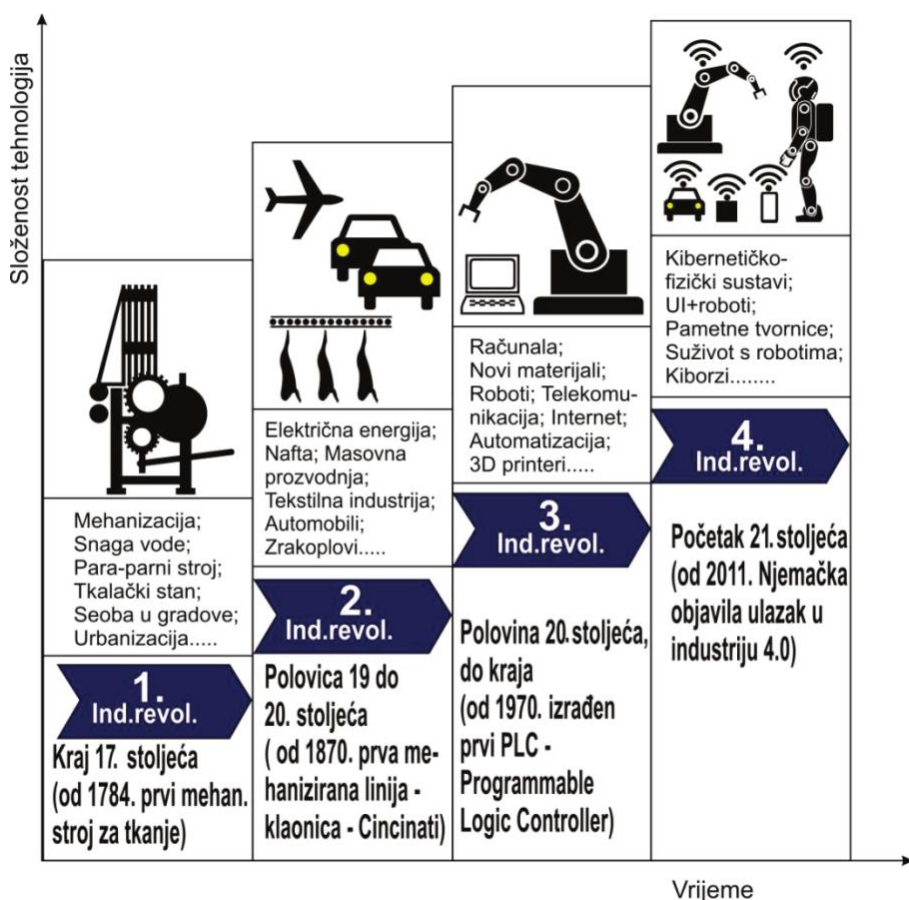 Složenost tehnologija
Mehanizacija;
Snaga vode;
Para-parni stroj;
Tkalački stan;
Seoba u gradove;
Urbanizacija.....
1.
Ind.revol.
Kraj 17. stoljeća
(od 1784. prvi mehan.
stroj za tkanje)
Električna energija;
Nafta; Masovna
prozvodnja;
Tekstilna industrija;
Automobili;
Zrakoplovi.....
2.
Ind.revol.
Polovica 19 do
20. stoljeća
( od 1870. prva me-
hanizirana linija -
klaonica - Cincinati)
Računala;
Novi materijali;
Roboti; Telekomu-
nikacija; Internet;
Automatizacija;
3D printeri.....
3.
Ind.revol.
Polovina 20.stoljeća,
do kraja
(od 1970. izrađen
prvi PLC -
Programmable
Logic Controller)
Kibernetičko-
fizički sustavi;
UI+roboti;
Pametne tvornice;
Suživot s robotima;
Kiborzi........
4.
Ind.revol.
Početak 21.stoljeća
(od 2011. Njemačka
objavila ulazak u
industriju 4.0)
Vrijeme